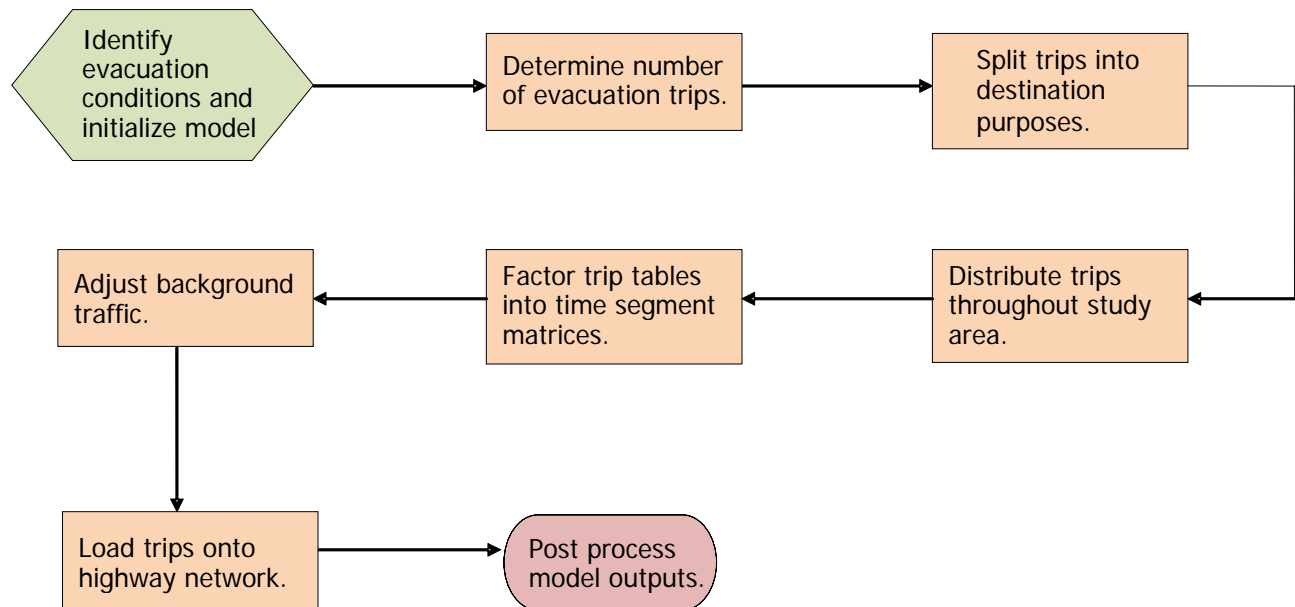 Identify
evacuation
conditions and
initialize model
Determine number
of evacuation trips.
Split trips into
destination
purposes.
Distribute trips
throughout study
area.
Factor trip tables
into time segment
matrices.
Adjust background
traffic.
Load trips onto
highway network.
Post process
model outputs.